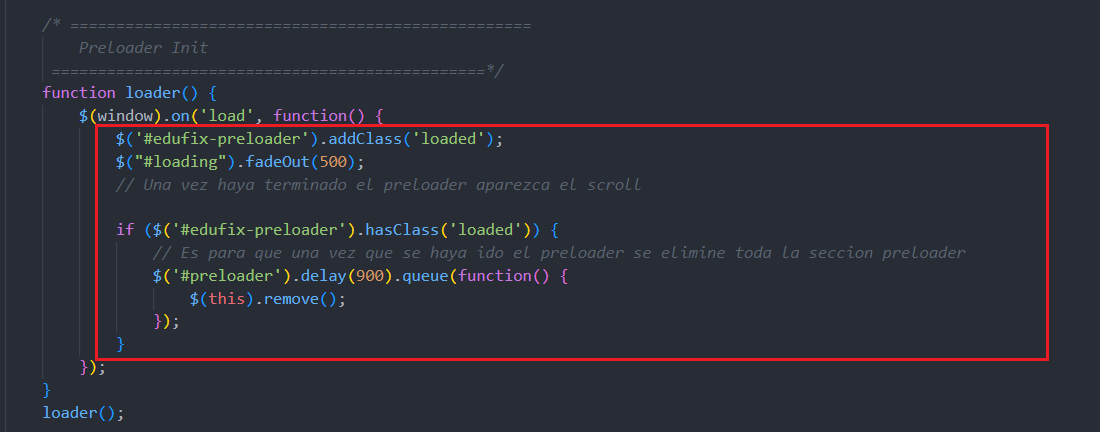 /* ==================================================
Preloader Init
===============================================*/
function loader() {
$(window).on('load', function() {
$('#edufix-preloader').addClass('loaded');
$("#loading").fadeOut(500);
// Una vez haya terminado el preloader aparezca el scroll
if ($('#edufix-preloader').hasClass('loaded')) {
// Es para que una vez que se haya ido el preloader se elimine toda la seccion preloader
$('#preloader').delay(900).queue(function() {
$(this).remove();
});
}
});
}
loader();